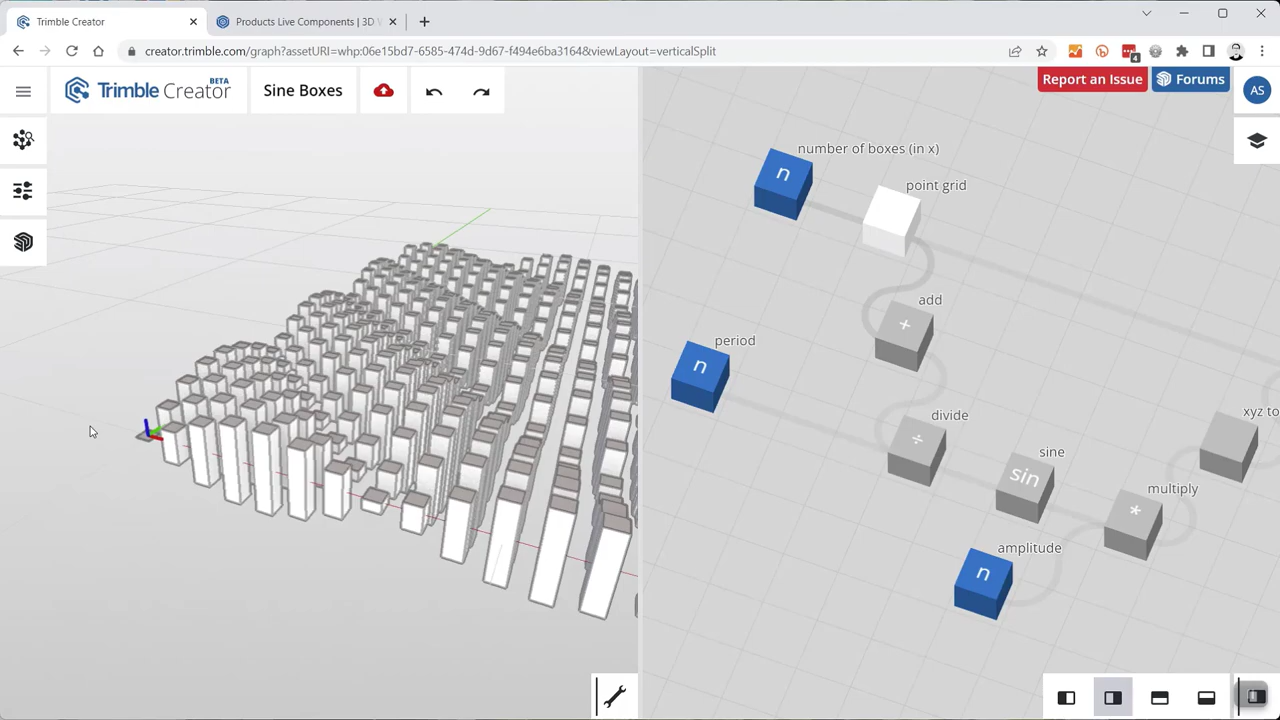 Trimble Creator
Products Live Components | 3D
creator.trimble.com/graph?assetURI=whp:06e15bd7-6585-474d-9d67-f494e6ba3164&viewLayout=verticalSplit
4
Trimble Creator BETA
Sine Boxes
Report an Issue
Forums
AS
number of boxes (in x)
n
point grid
add
+
period
n
divide
÷
sine
sin
xyz to
multiply
*
amplitude
n